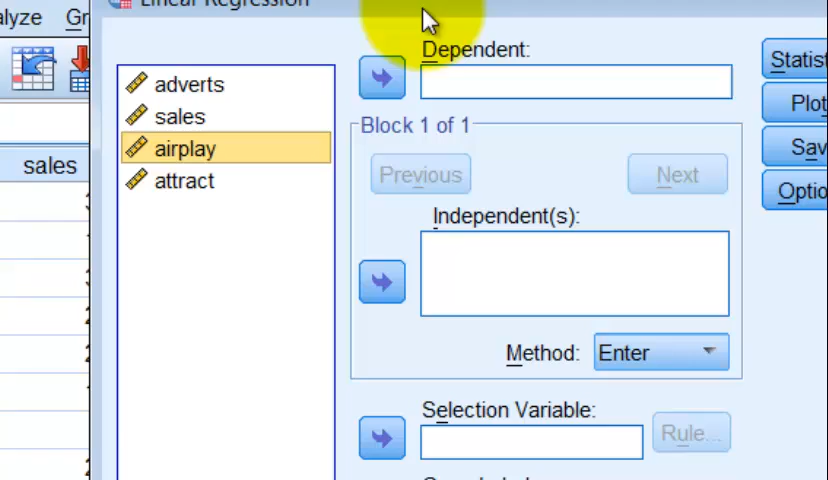 Linear Regression
alyze Gr
Dependent:
Statist
adverts
sales
airplay
attract
Block 1 of 1
Plot
Sav
Optio
Previous
Next
sales
Independent(s):
Method: Enter
Selection Variable:
Rule...